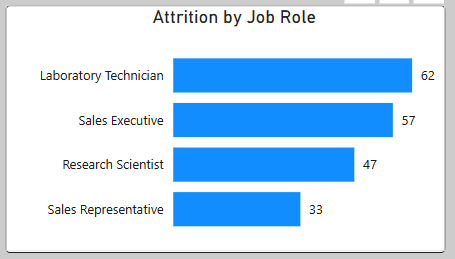 Attrition by Job Role
Laboratory Technician 62
Sales Executive 57
Research Scientist 47
Sales Representative 33